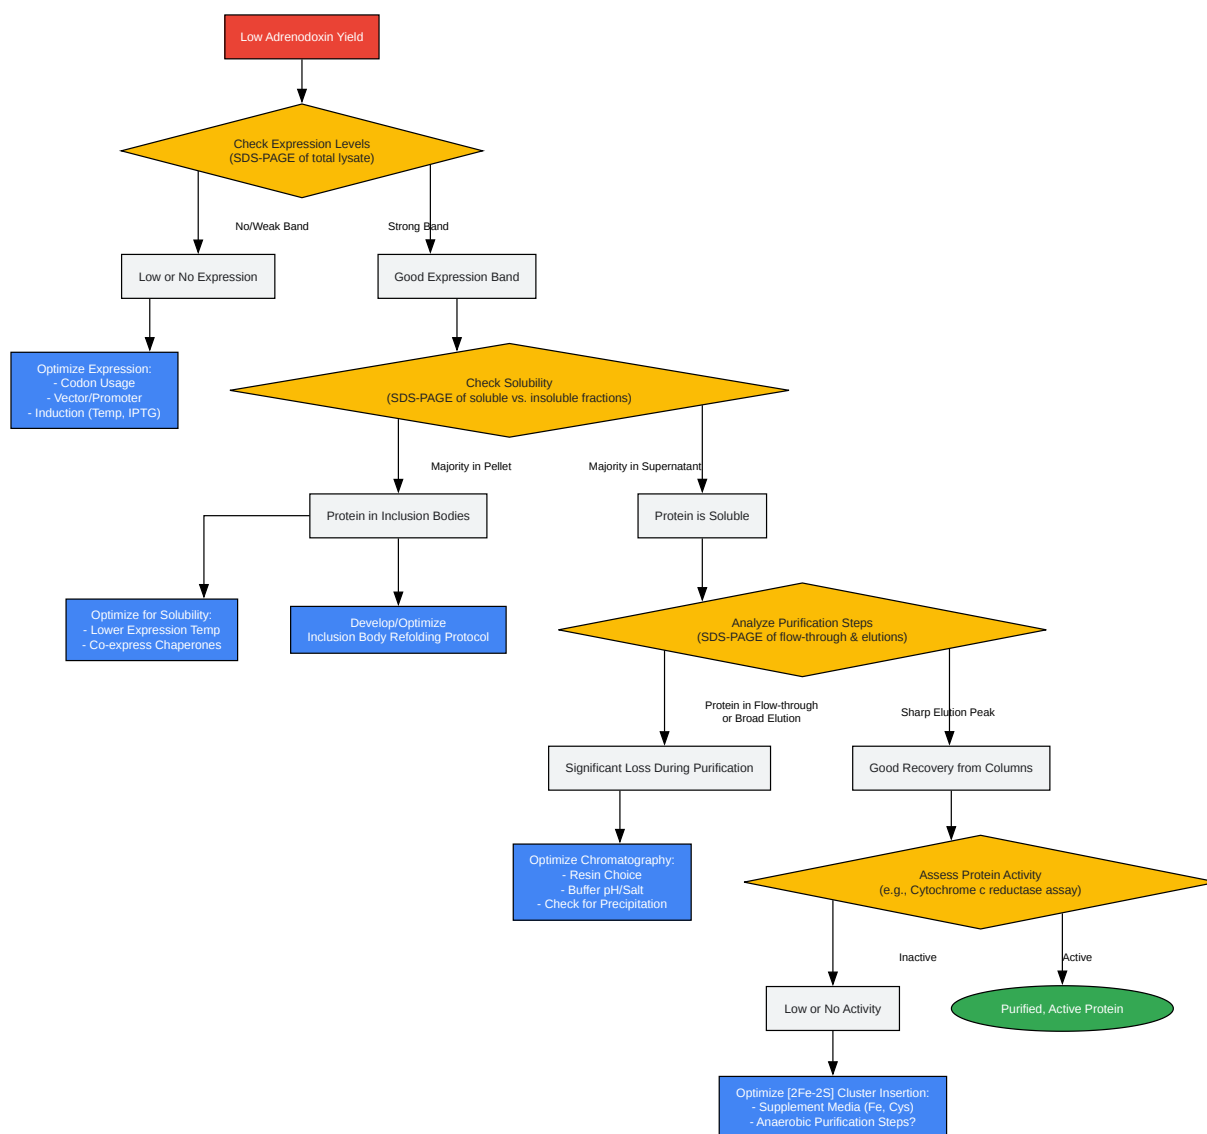 Low Adrenodoxin Yield
Check Expression Levels
(SDS-PAGE of total lysate)
No/Weak Band
Strong Band
Low or No Expression
Good Expression Band
Optimize Expression:
- Codon Usage
- Vector/Promoter
- Induction (Temp, IPTG)
Check Solubility
(SDS-PAGE of soluble vs. insoluble fractions)
Majority in Pellet
Majority in Supernatant
Protein in Inclusion Bodies
Protein is Soluble
Optimize for Solubility:
- Lower Expression Temp
- Co-express Chaperones
Develop/Optimize
Inclusion Body Refolding Protocol
Analyze Purification Steps
(SDS-PAGE of flow-through & elutions)
Protein in Flow-through
or Broad Elution
Sharp Elution Peak
Significant Loss During Purification
Good Recovery from Columns
Optimize Chromatography:
- Resin Choice
- Buffer pH/Salt
- Check for Precipitation
Assess Protein Activity
(e.g., Cytochrome c reductase assay)
Inactive
Active
Low or No Activity
Purified, Active Protein
Optimize [2Fe-2S] Cluster Insertion:
- Supplement Media (Fe, Cys)
- Anaerobic Purification Steps?